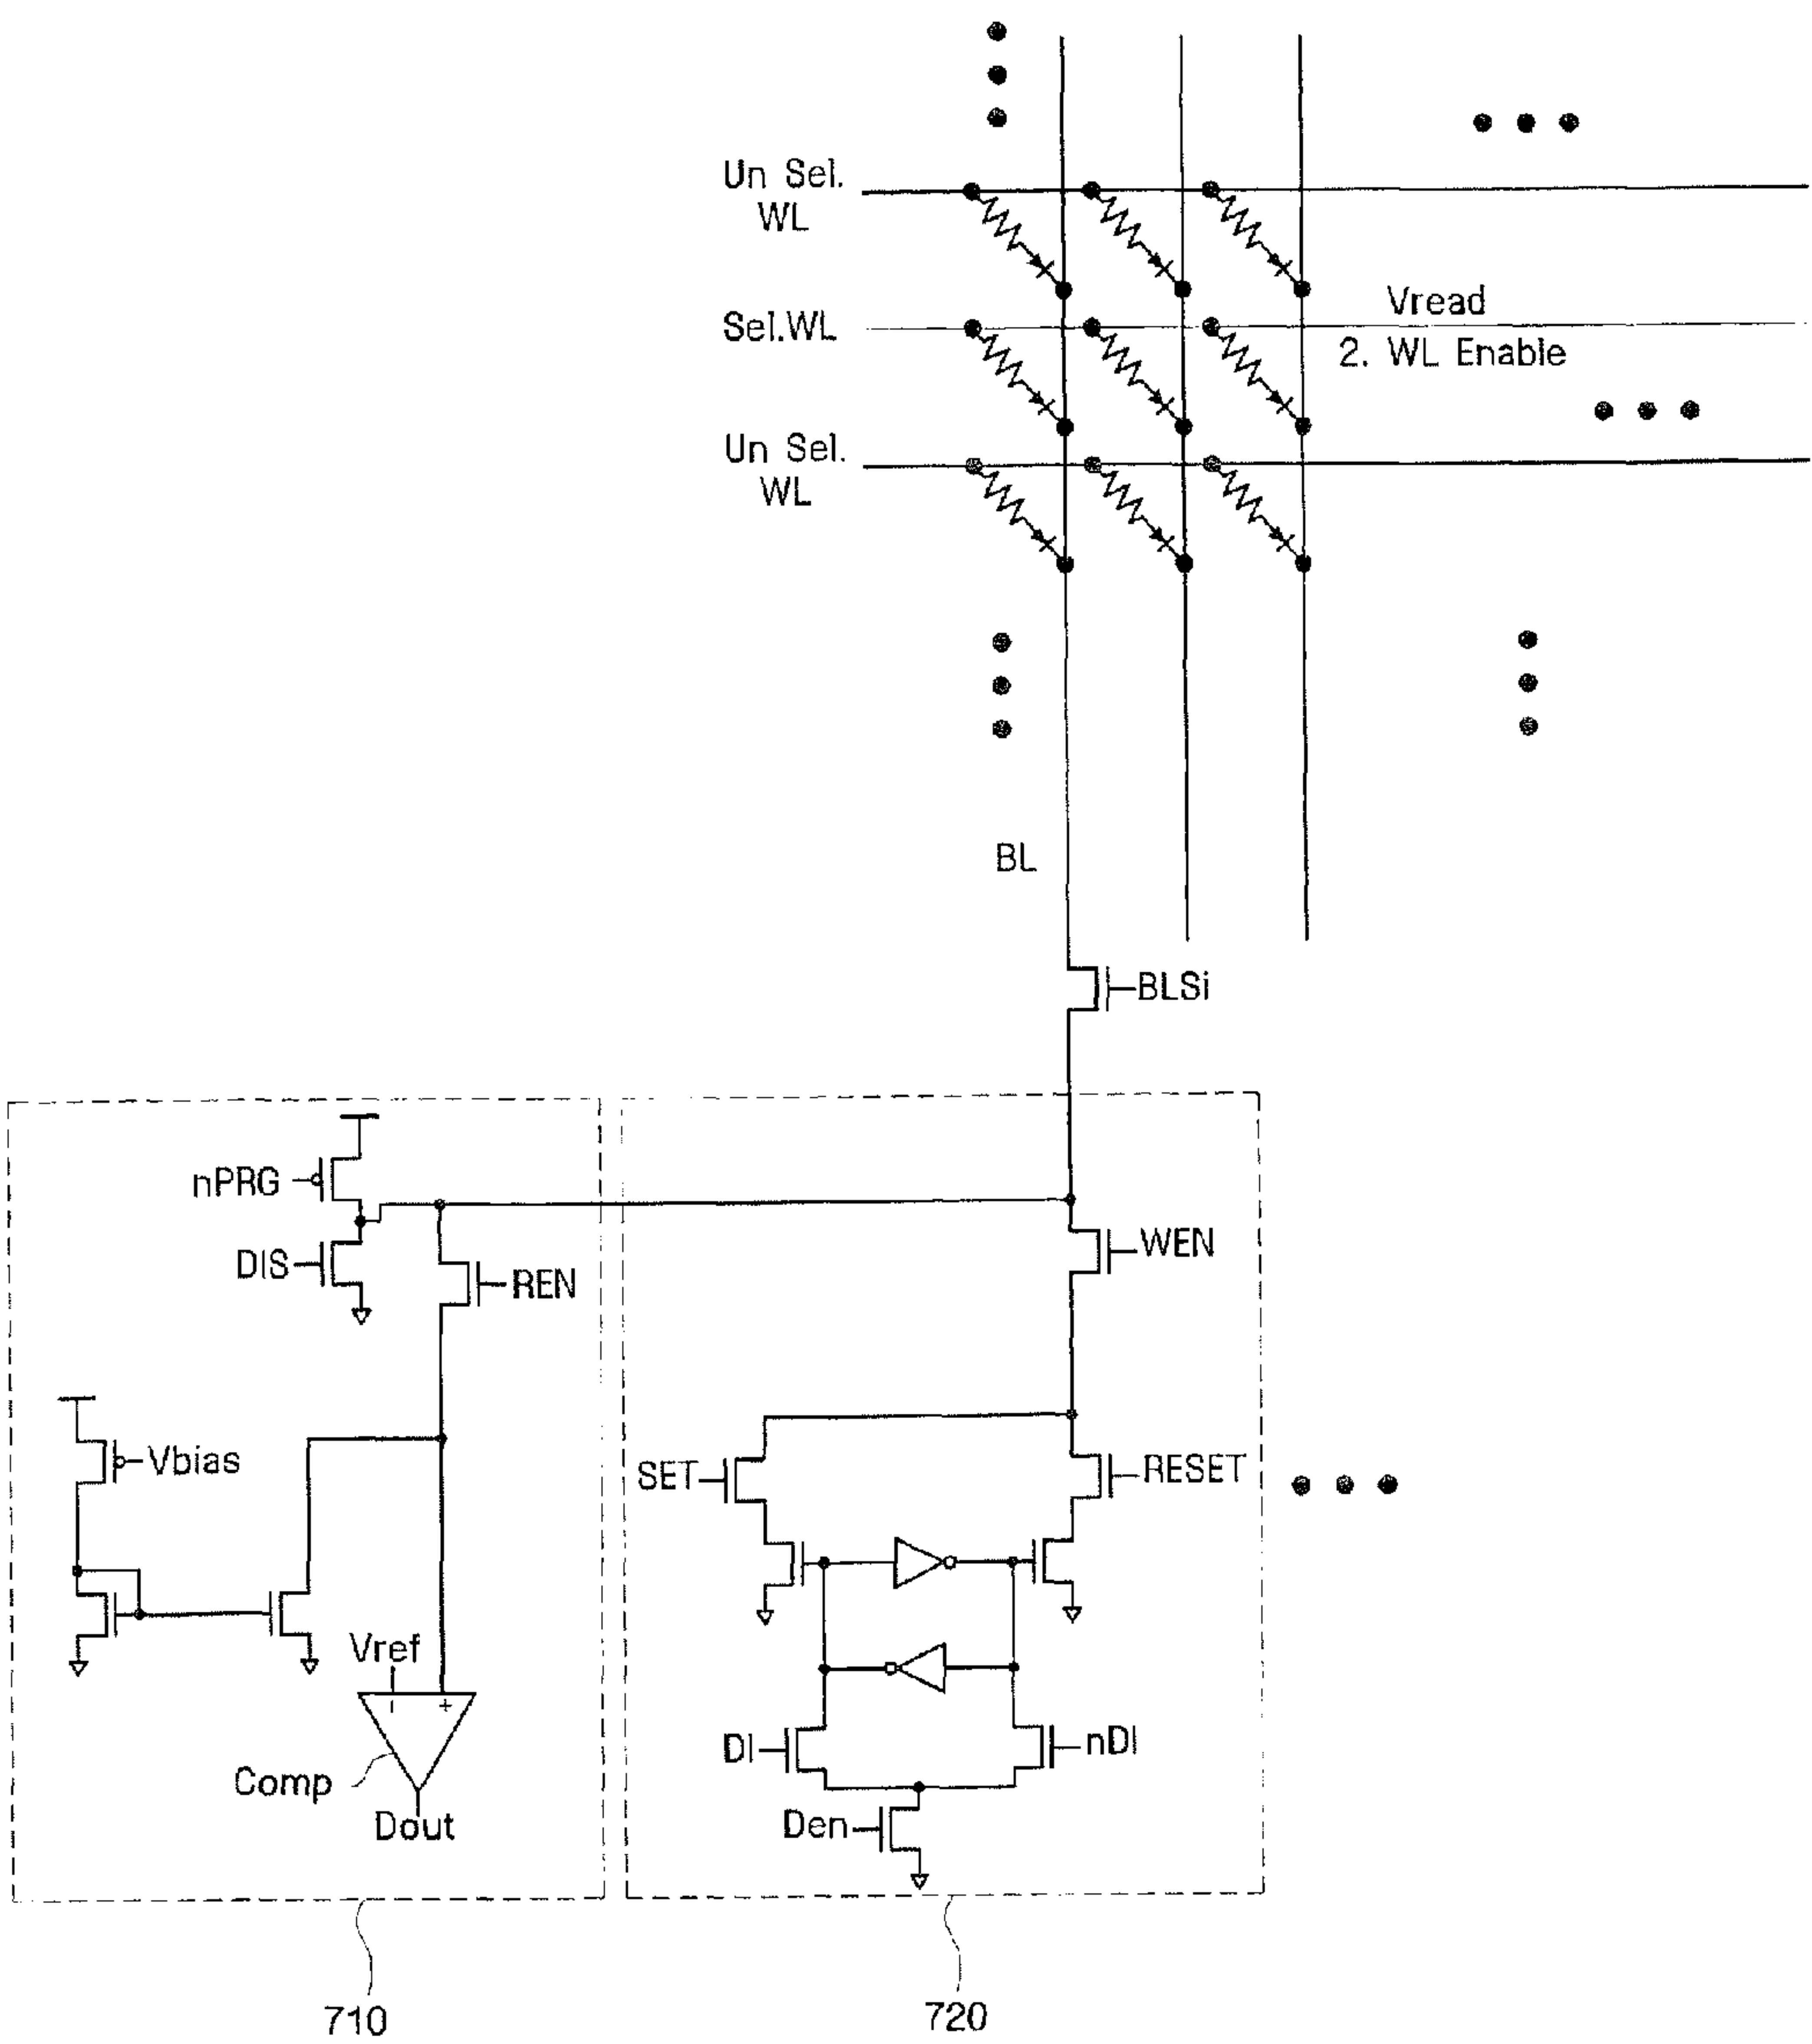 Un Sel.
WL
Vread
Sel.WL
2. WL Enable
Un Sel.
WL
BL
BLSi
nPRG
DIS
REN
WEN
Vbias
SET
RESET
Vref
- +
DI
nDI
Comp
Den
Dout
710
720